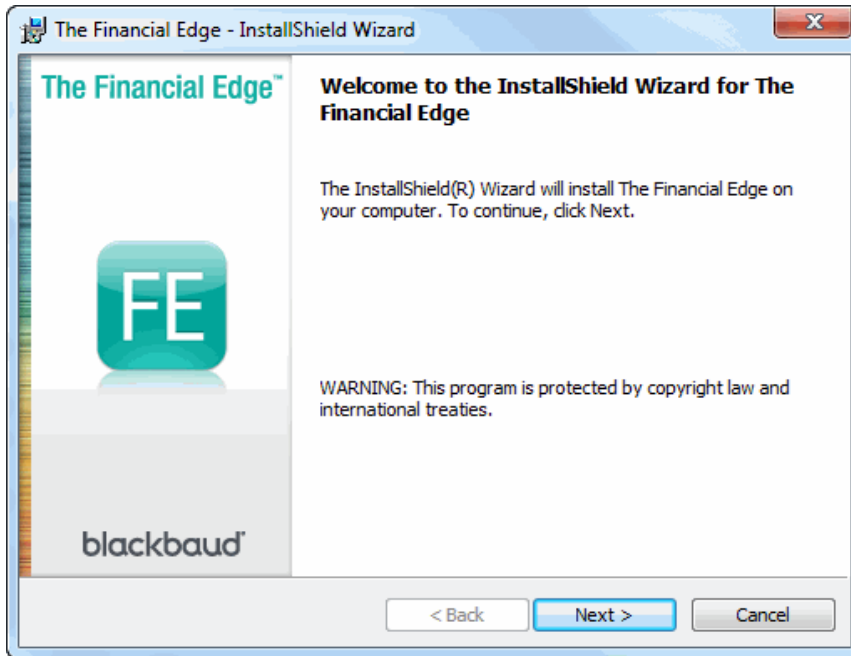 The Financial Edge - InstallShield Wizard
The Financial Edge™
Welcome to the InstallShield Wizard for The
Financial Edge
The InstallShield(R) Wizard will install The Financial Edge on
your computer. To continue, click Next.
FE
WARNING: This program is protected by copyright law and
international treaties.
blackbaud
< Back
Next >
Cancel